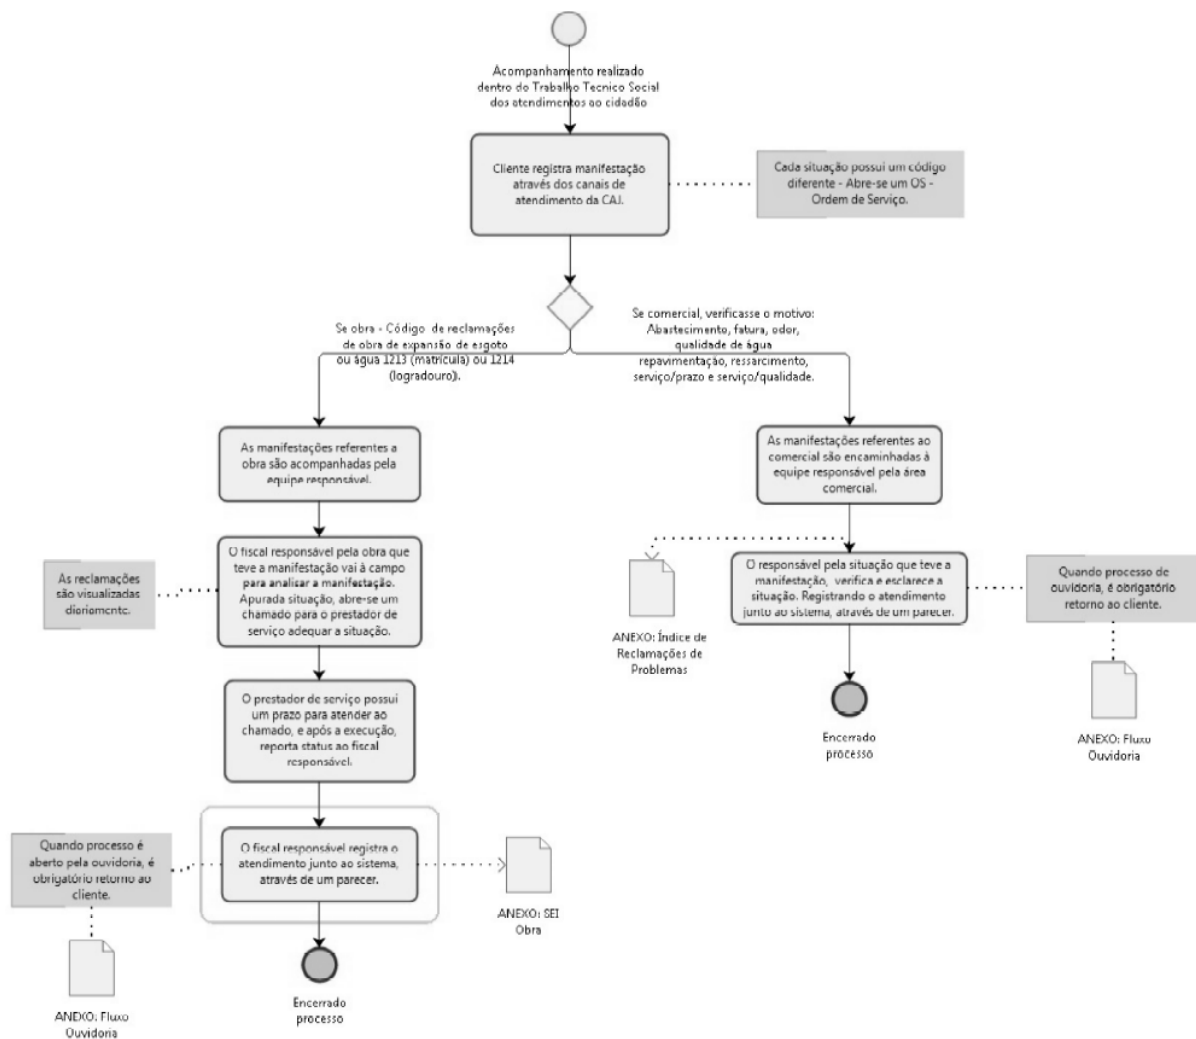 Acompanhamento realizado
dentro do Trabalho Tecnico Social
dos atendimentos ao cidadão
Cliente registra manifestação
através dos canais de
atendimento da CAJ.
Cada situação possui um código
diferente - Abre-se um OS -
Ordem de Serviço.
Se obra - Código de reclamações
de obra de expansão de esgoto
ou água 1213 (matrícula) ou 1214
(logradouro).
Se comercial, verificasse o motivo:
Abastecimento, fatura, odor,
qualidade de água
repavimentação, ressarcimento,
serviço/prazo e serviço/qualidade.
As manifestações referentes a
obra são acompanhadas pela
equipe responsável.
As manifestações referentes ao
comercial são encaminhadas à
equipe responsável pela área
comercial.
O fiscal responsável pela obra que
teve a manifestação vai à campo
para analisar a manifestação.
Apurada situação, abre-se um
chamado para o prestador de
serviço adequar a situação.
As reclamações
são visualizadas
diariamente.
O responsável pela situação que teve a
manifestação, verifica e esclarece a
situação. Registrando o atendimento
junto ao sistema, através de um parecer.
Quando processo de
ouvidoria, é obrigatório
retorno ao cliente.
ANEXO: Índice de
Reclamações de
Problemas
O prestador de serviço possui
um prazo para atender ao
chamado, e após a execução,
reporta status ao fiscal
responsável.
Encerrado
processo
ANEXO: Fluxo
Ouvidoria
Quando processo é
aberto pela ouvidoria, é
obrigatório retorno ao
cliente.
O fiscal responsável registra o
atendimento junto ao sistema,
através de um parecer.
ANEXO: SEI
Obra
ANEXO: Fluxo
Ouvidoria
Encerrado
processo